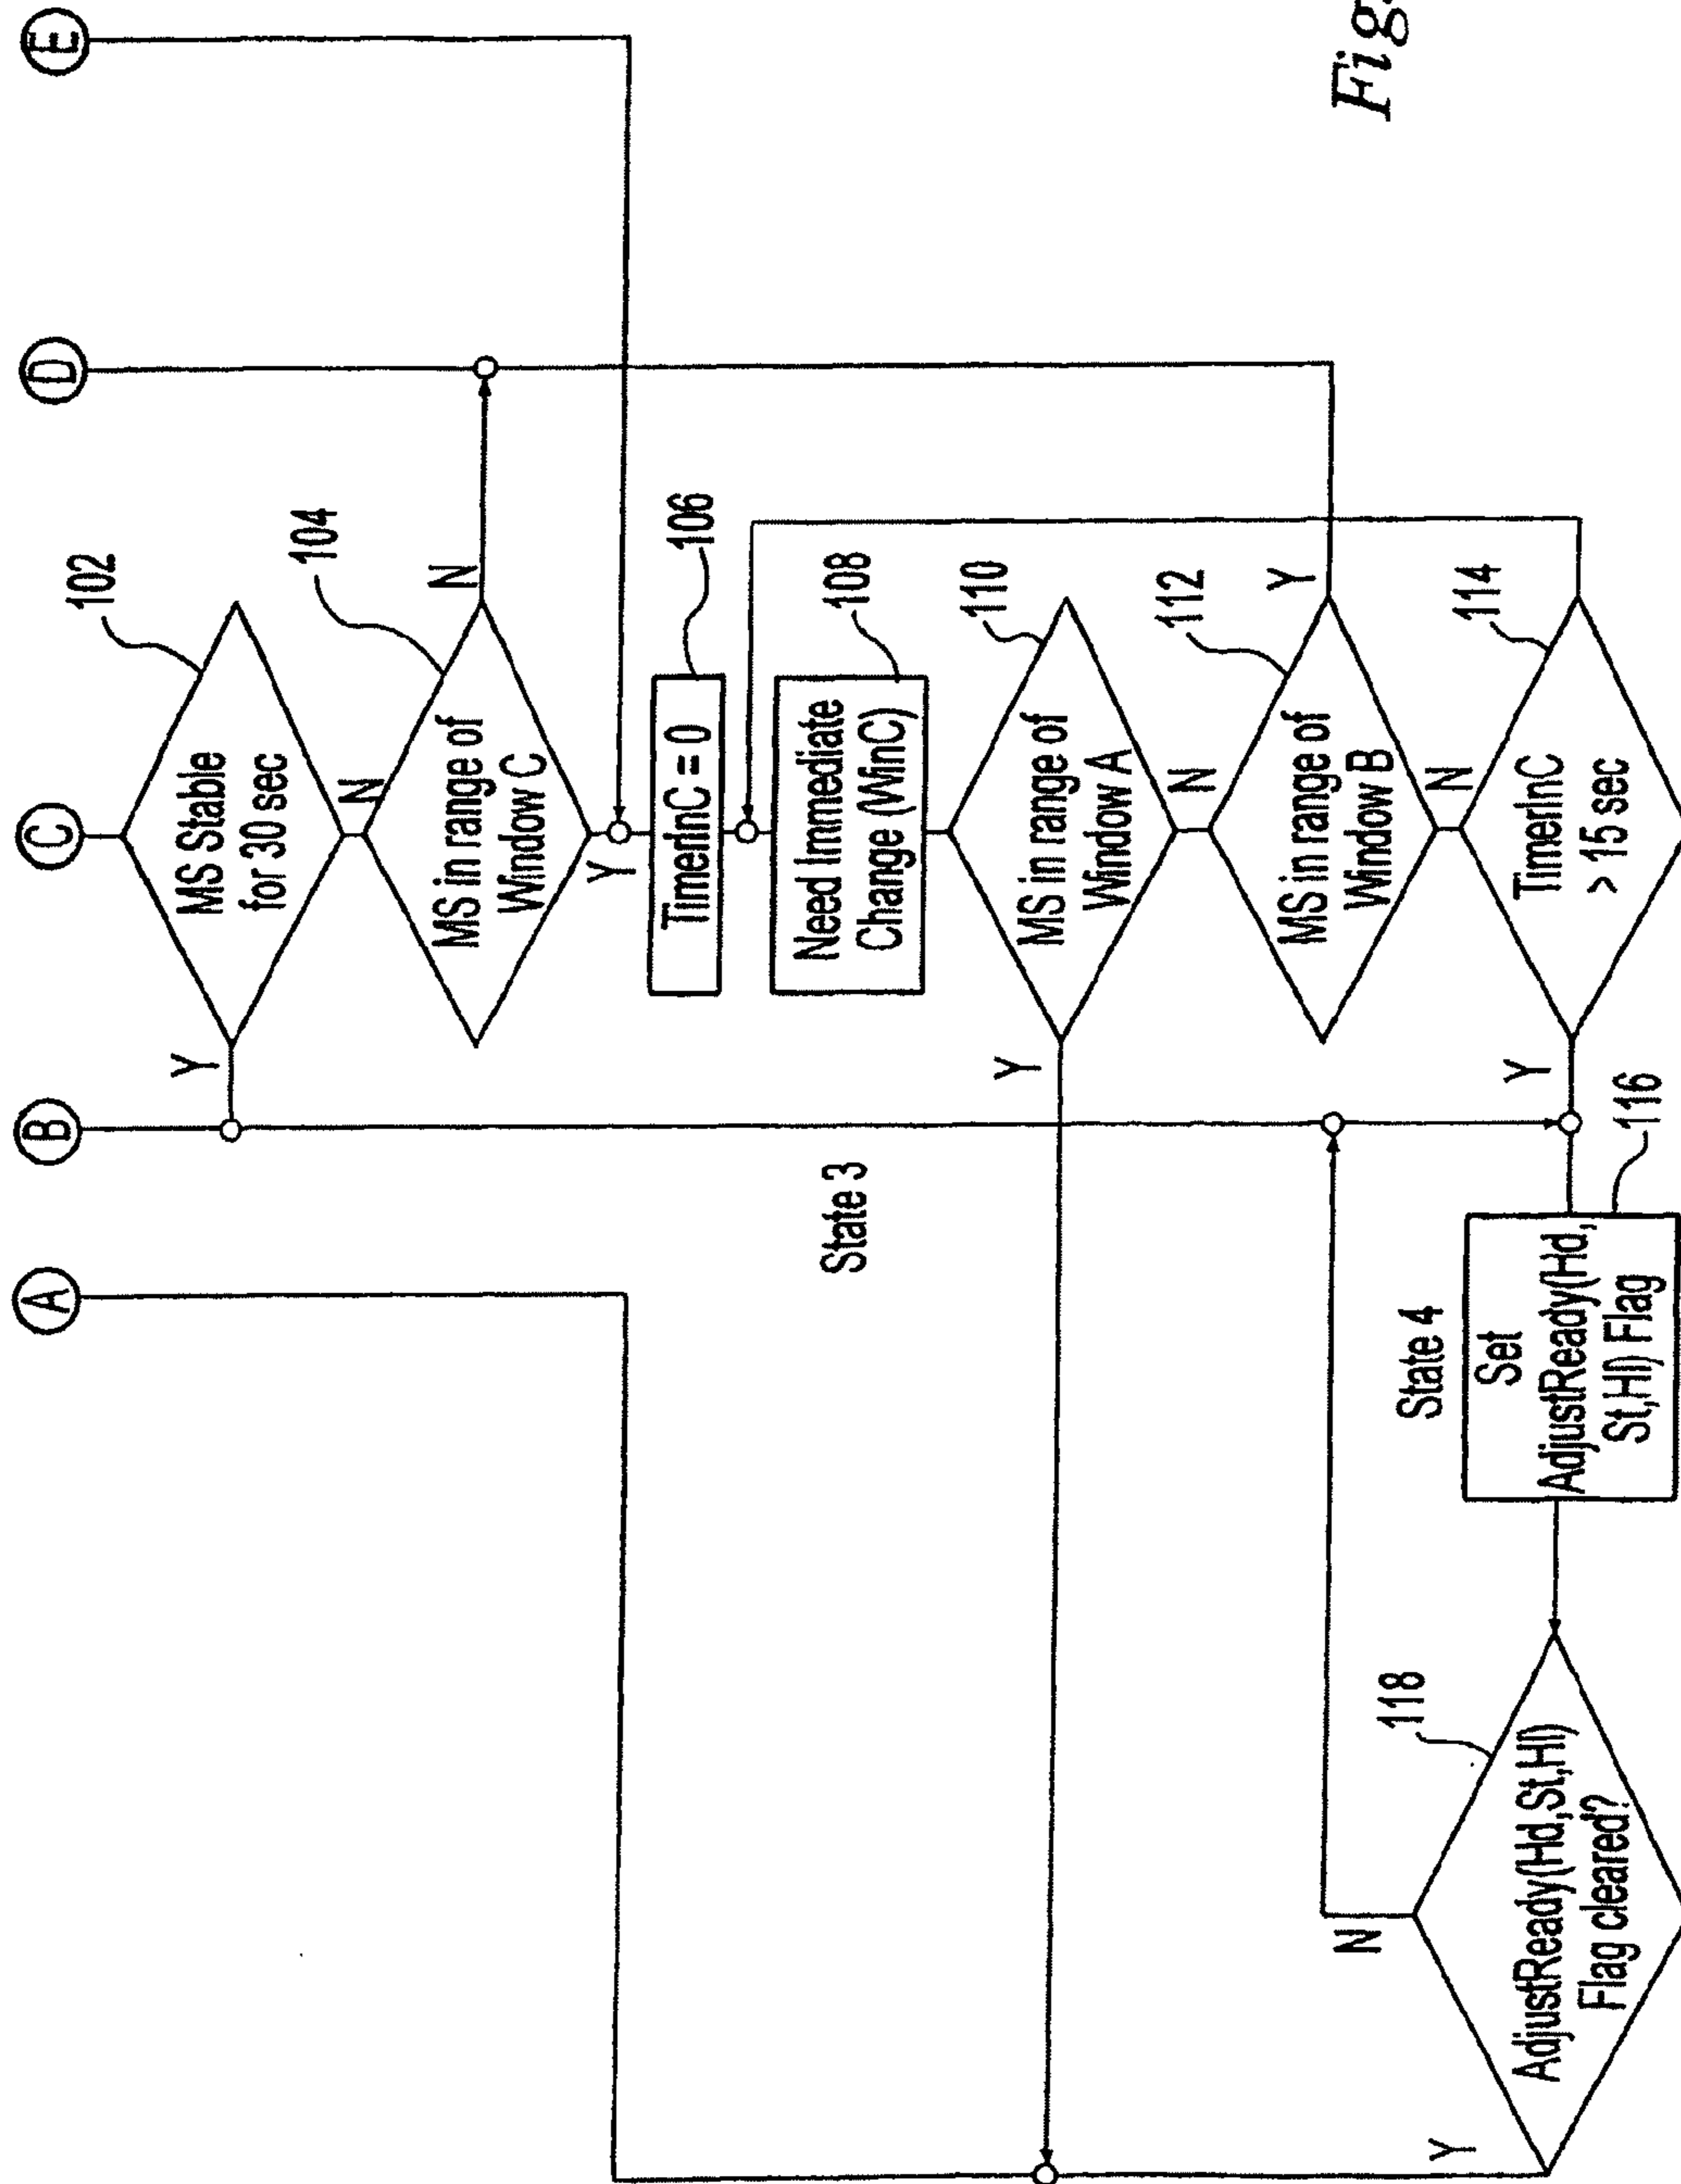 A
B
C
D
E
102
MS Stable
for 30 sec
Y
N
104
MS in range of
Window C
N
Y
106
TimerInC = 0
108
Need Immediate
Change (WinC)
State 3
110
MS in range of
Window A
Y
N
112
MS in range of
Window B
Y
N
114
TimerInC
> 15 sec
Y
State 4
116
Set
AdjustReady(Hd,
St,Hl) Flag
118
AdjustReady(Hd,St,Hl)
Flag cleared?
N
Y
Fig.